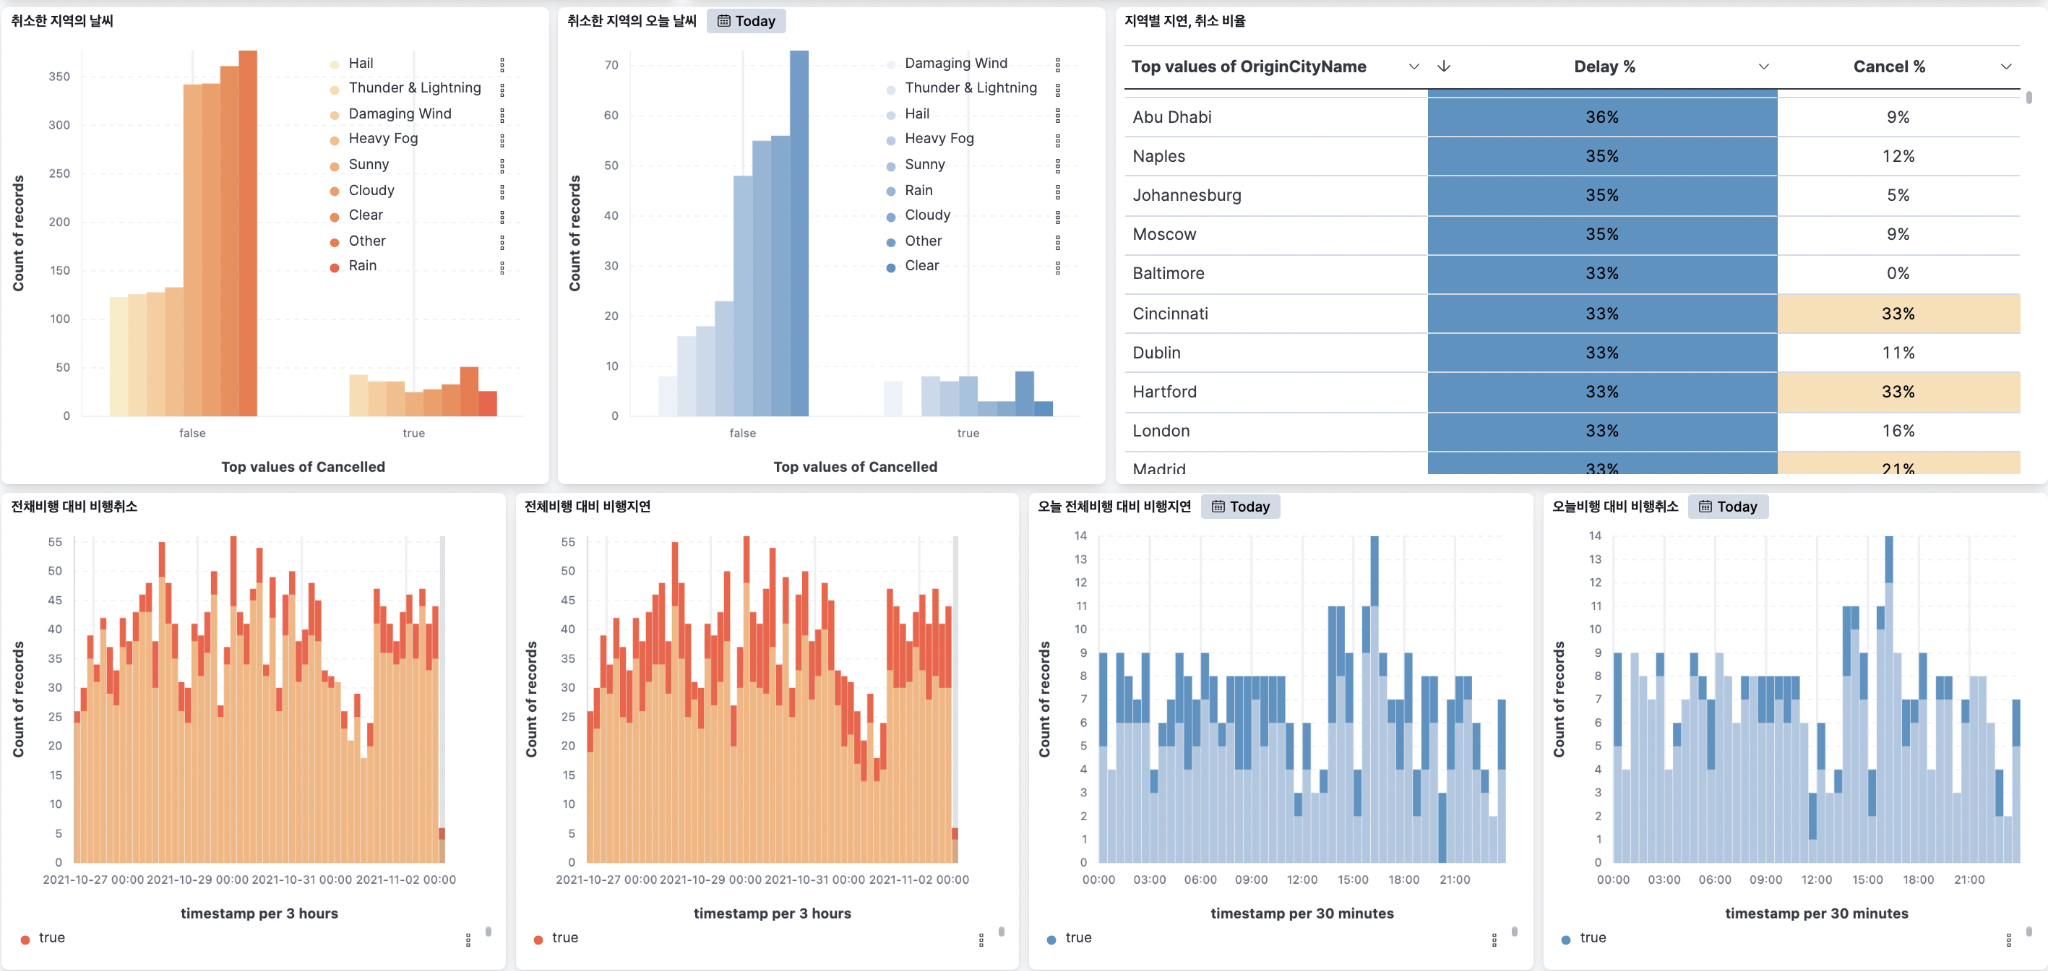 취소한 지역의 날씨
350
300
250
200
150
100
50
0
Count of records
false
true
Top values of Cancelled
Hail
Thunder & Lightning
Damaging Wind
Heavy Fog
Sunny
Cloudy
Clear
Other
Rain
취소한 지역의 오늘 날씨 Today
70
60
50
40
30
20
10
0
Count of records
false
true
Top values of Cancelled
Damaging Wind
Thunder & Lightning
Hail
Heavy Fog
Sunny
Rain
Cloudy
Other
Clear
지역별 지연, 취소 비율
Top values of OriginCityName Delay % Cancel %
Abu Dhabi 36% 9%
Naples 35% 12%
Johannesburg 35% 5%
Moscow 35% 9%
Baltimore 33% 0%
Cincinnati 33% 33%
Dublin 33% 11%
Hartford 33% 33%
London 33% 16%
Madrid 33% 21%
전채비행 대비 비행취소
55
50
45
40
35
30
25
20
15
10
5
0
Count of records
2021-10-27 00:00 2021-10-29 00:00 2021-10-31 00:00 2021-11-02 00:00
timestamp per 3 hours
true
전체비행 대비 비행지연
55
50
45
40
35
30
25
20
15
10
5
0
Count of records
2021-10-27 00:00 2021-10-29 00:00 2021-10-31 00:00 2021-11-02 00:00
timestamp per 3 hours
true
오늘 전체비행 대비 비행지연 Today
14
13
12
11
10
9
8
7
6
5
4
3
2
1
0
Count of records
00:00 03:00 06:00 09:00 12:00 15:00 18:00 21:00
timestamp per 30 minutes
true
오늘비행 대비 비행취소 Today
14
13
12
11
10
9
8
7
6
5
4
3
2
1
0
Count of records
00:00 03:00 06:00 09:00 12:00 15:00 18:00 21:00
timestamp per 30 minutes
true